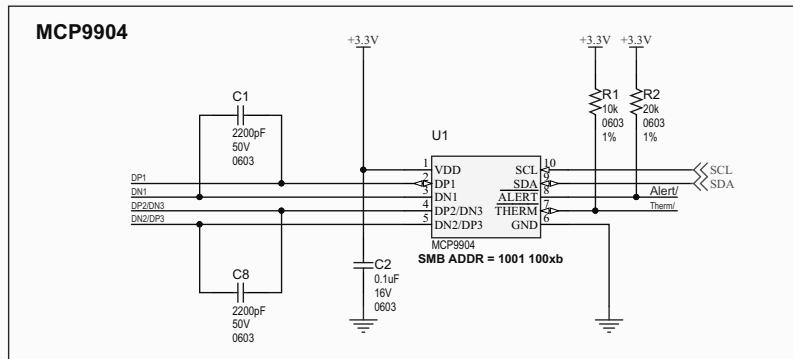 MCP9904
+3.3V
+3.3V
+3.3V
C1
2200pF
50V
0603
R1
10k
0603
1%
R2
20k
0603
1%
U1
DP1
DN1
DP2/DN3
DN2/DP3
1
2
3
4
5
VDD
DP1
DN1
DP2/DN3
DN2/DP3
SCL
SDA
ALERT
THERM
GND
10
9
8
7
6
SCL
SDA
Alert/
Therm/
MCP9904
SMB ADDR = 1001 100xb
C2
0.1uF
16V
0603
C8
2200pF
50V
0603